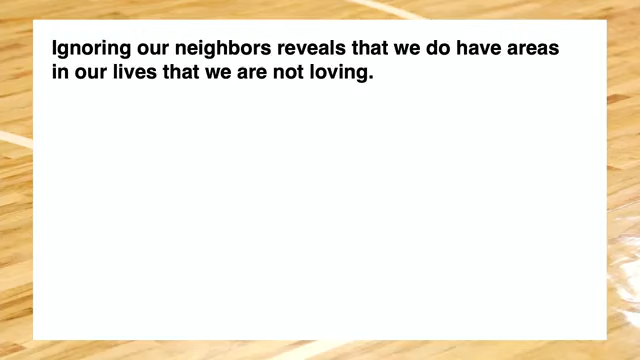 Ignoring our neighbors reveals that we do have areas
in our lives that we are not loving.